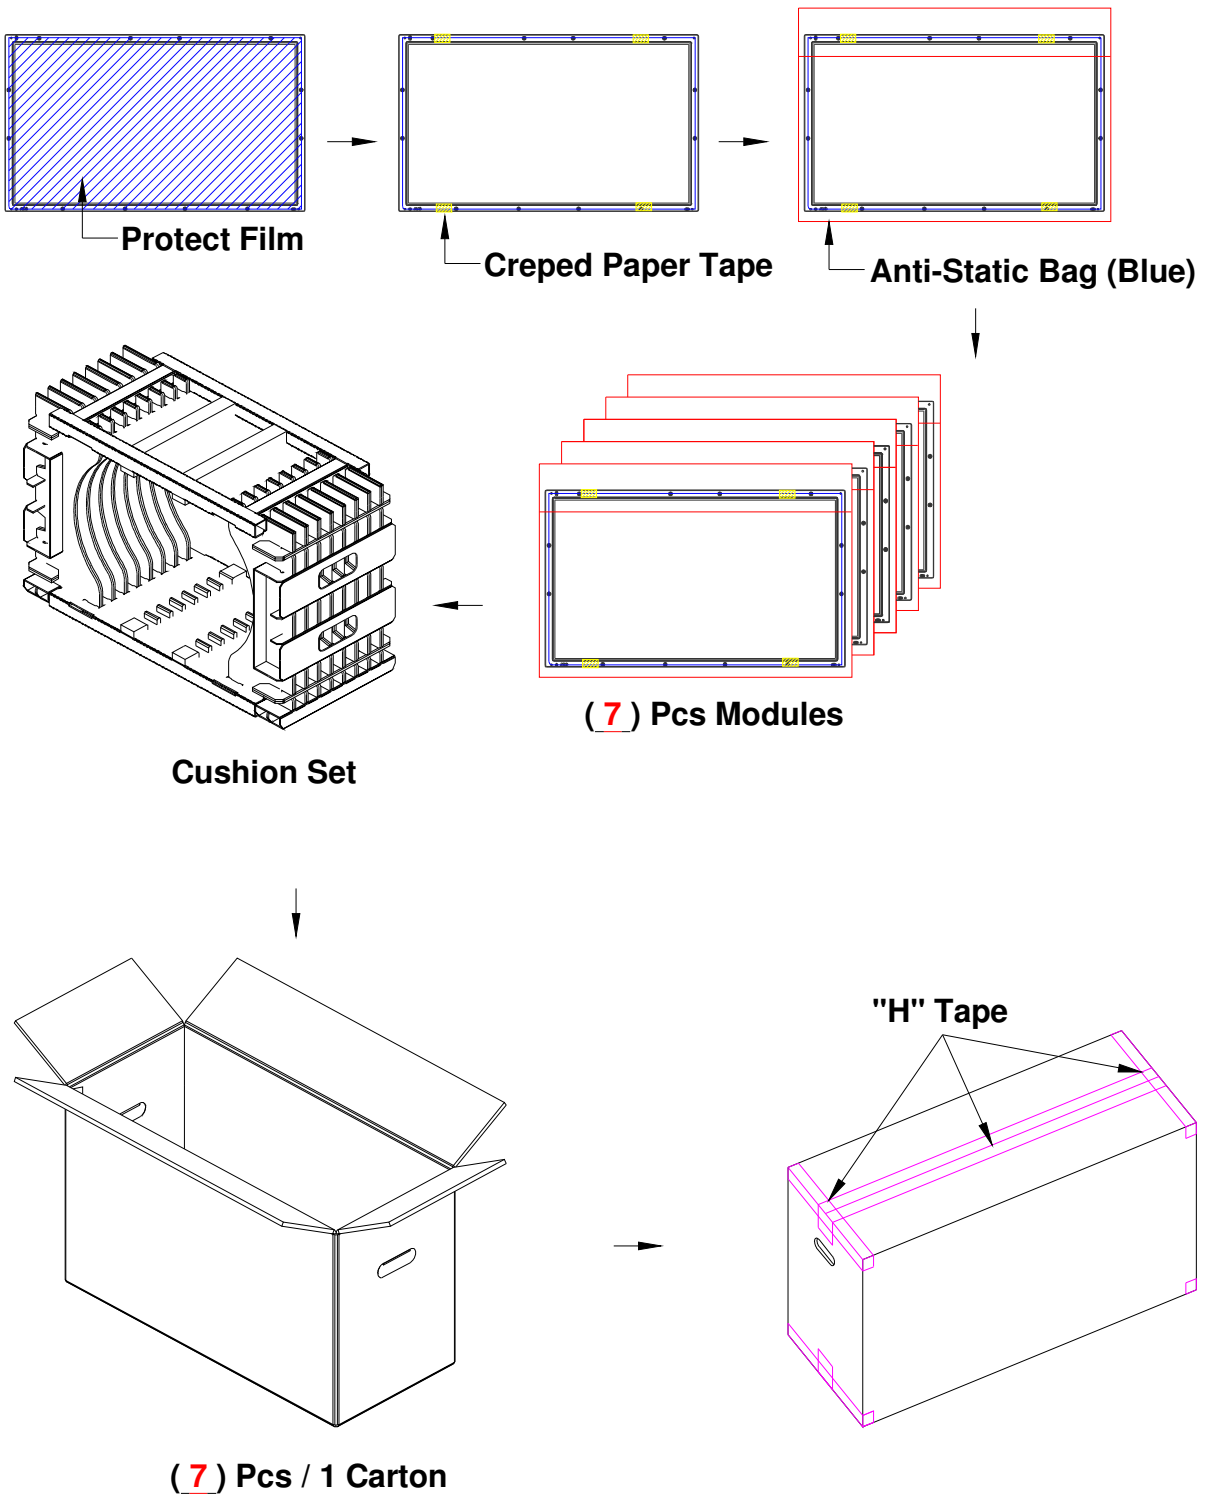 Protect Film
Creped Paper Tape
Anti-Static Bag (Blue)
( 7 ) Pcs Modules
Cushion Set
"H" Tape
( 7 ) Pcs / 1 Carton